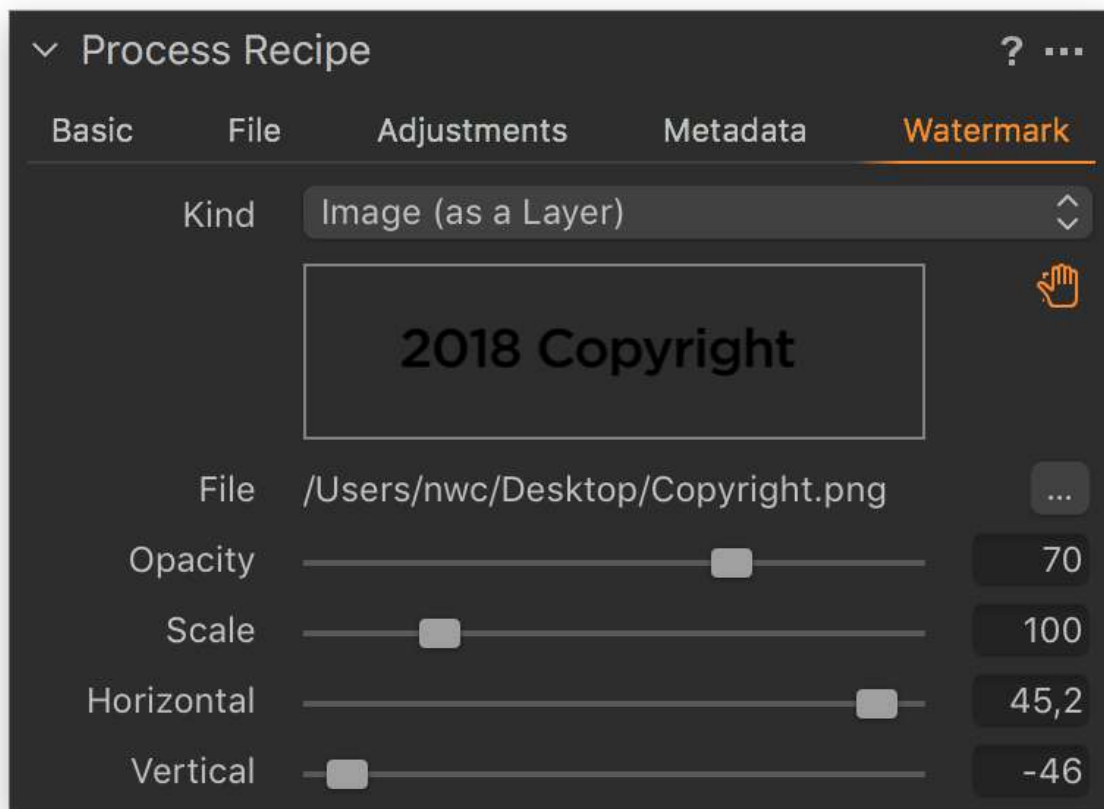 Process Recipe ? ...
Basic File Adjustments Metadata Watermark
Kind Image (as a Layer)
2018 Copyright
File /Users/nwc/Desktop/Copyright.png ...
Opacity 70
Scale 100
Horizontal 45,2
Vertical -46